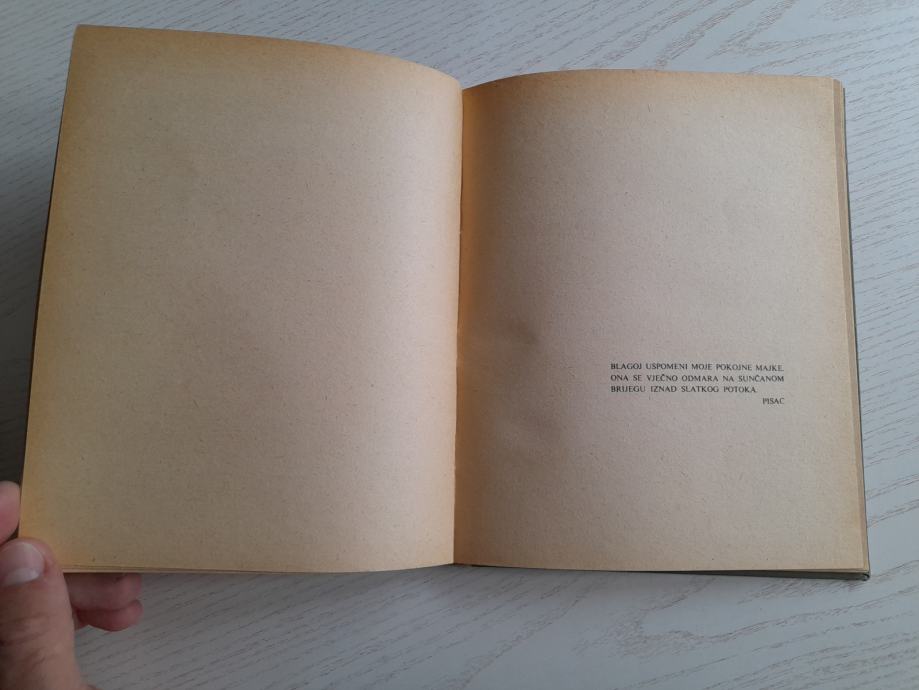 BLAGOJ USPOMENI MOJE POKOJNE MAJKE.
ONA SE VJEČNO ODMARA NA SUNČANOM
BRIJEGU IZNAD SLATKOG POTOKA.
PISAC